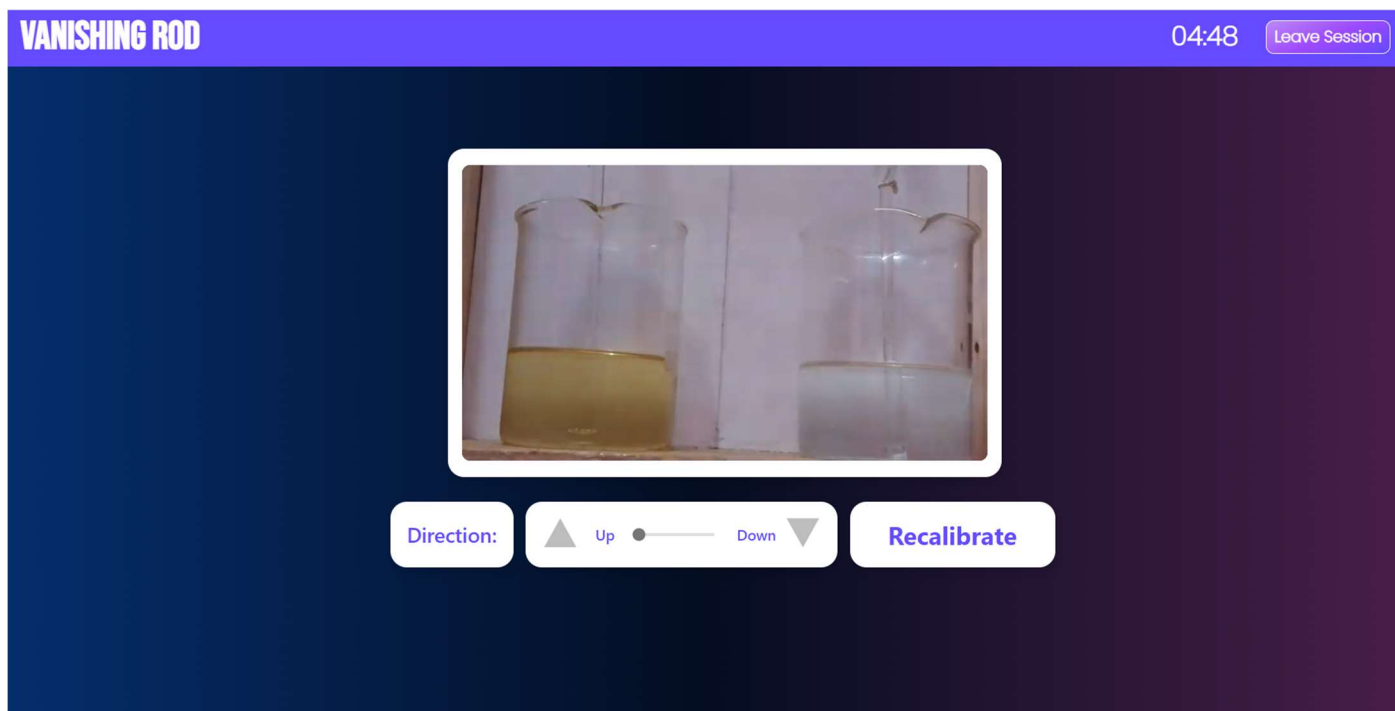 VANISHING ROD
04:48
Leave Session
Direction:
Up
Down
Recalibrate